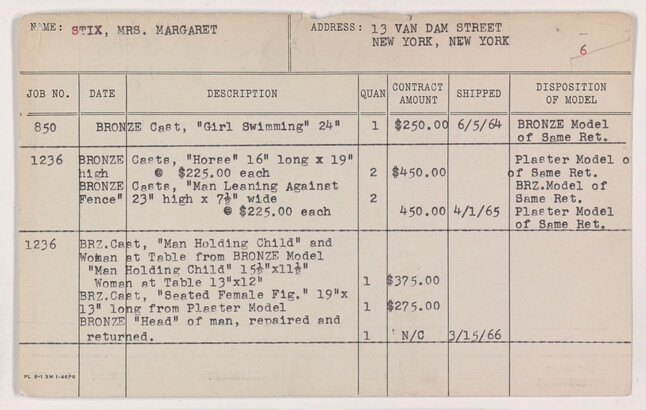 NAME: STIX, MRS. MARGARET
ADDRESS: 13 VAN DAM STREET
NEW YORK, NEW YORK
6
JOB NO. DATE DESCRIPTION QUAN CONTRACT AMOUNT SHIPPED DISPOSITION OF MODEL
850 BRONZE Cast, "Girl Swimming" 24" 1 $250.00 6/5/64 BRONZE Model
of Same Ret.
1236 BRONZE Casts, "Horse" 16" long x 19" Plaster Model o
high @ $225.00 each 2 $450.00 of Same Ret.
BRONZE Casts, "Man Leaning Against BRZ.Model of
Fence" 23" high x 7½" wide 2 Same Ret.
@ $225.00 each 450.00 4/1/65 Plaster Model
of Same Ret.
1236 BRZ.Cast, "Man Holding Child" and
Woman at Table from BRONZE Model
"Man Holding Child" 15½"x11½"
Woman at Table 13"x12" 1 $375.00
BRZ.Cast, "Seated Female Fig." 19"x
13" long from Plaster Model 1 $275.00
BRONZE "Head" of man, repaired and
returned. 1 N/C 3/15/66
PL 6-1 3M 1-46P6